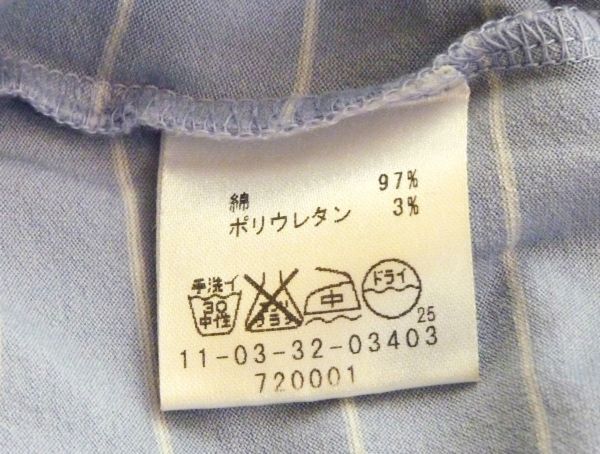 綿 97%
ポリウレタン 3%
手洗イ
30
中性
中
ドライ
25
11-03-32-03403
720001